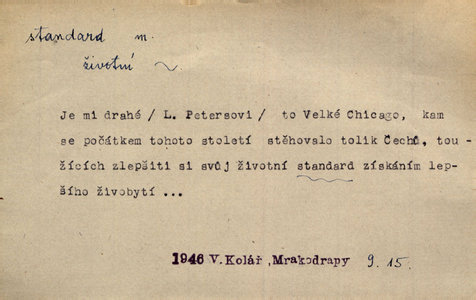 standard m.
životní ~
Je mi drahé / L. Petersovi / to Velké Chicago, kam
se počátkem tohoto století stěhovalo tolik Čechů, tou-
žících zlepšiti si svůj životní standard získáním lep-
šího živobytí ...
1946 V. Kolář ,Mrakodrapy 9.15.